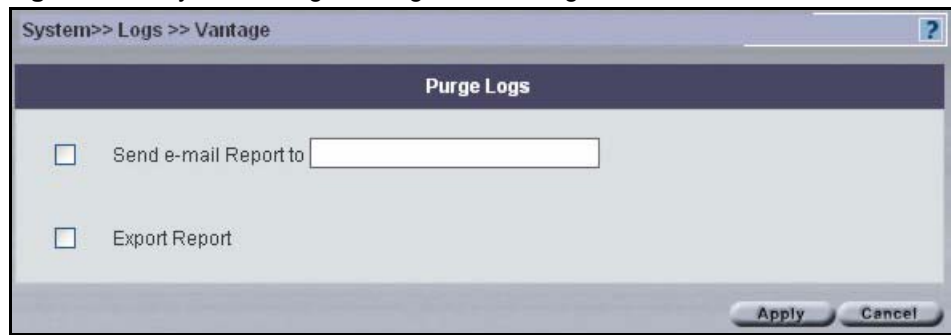 System>> Logs >> Vantage
?
Purge Logs
Send e-mail Report to
Export Report
Apply Cancel